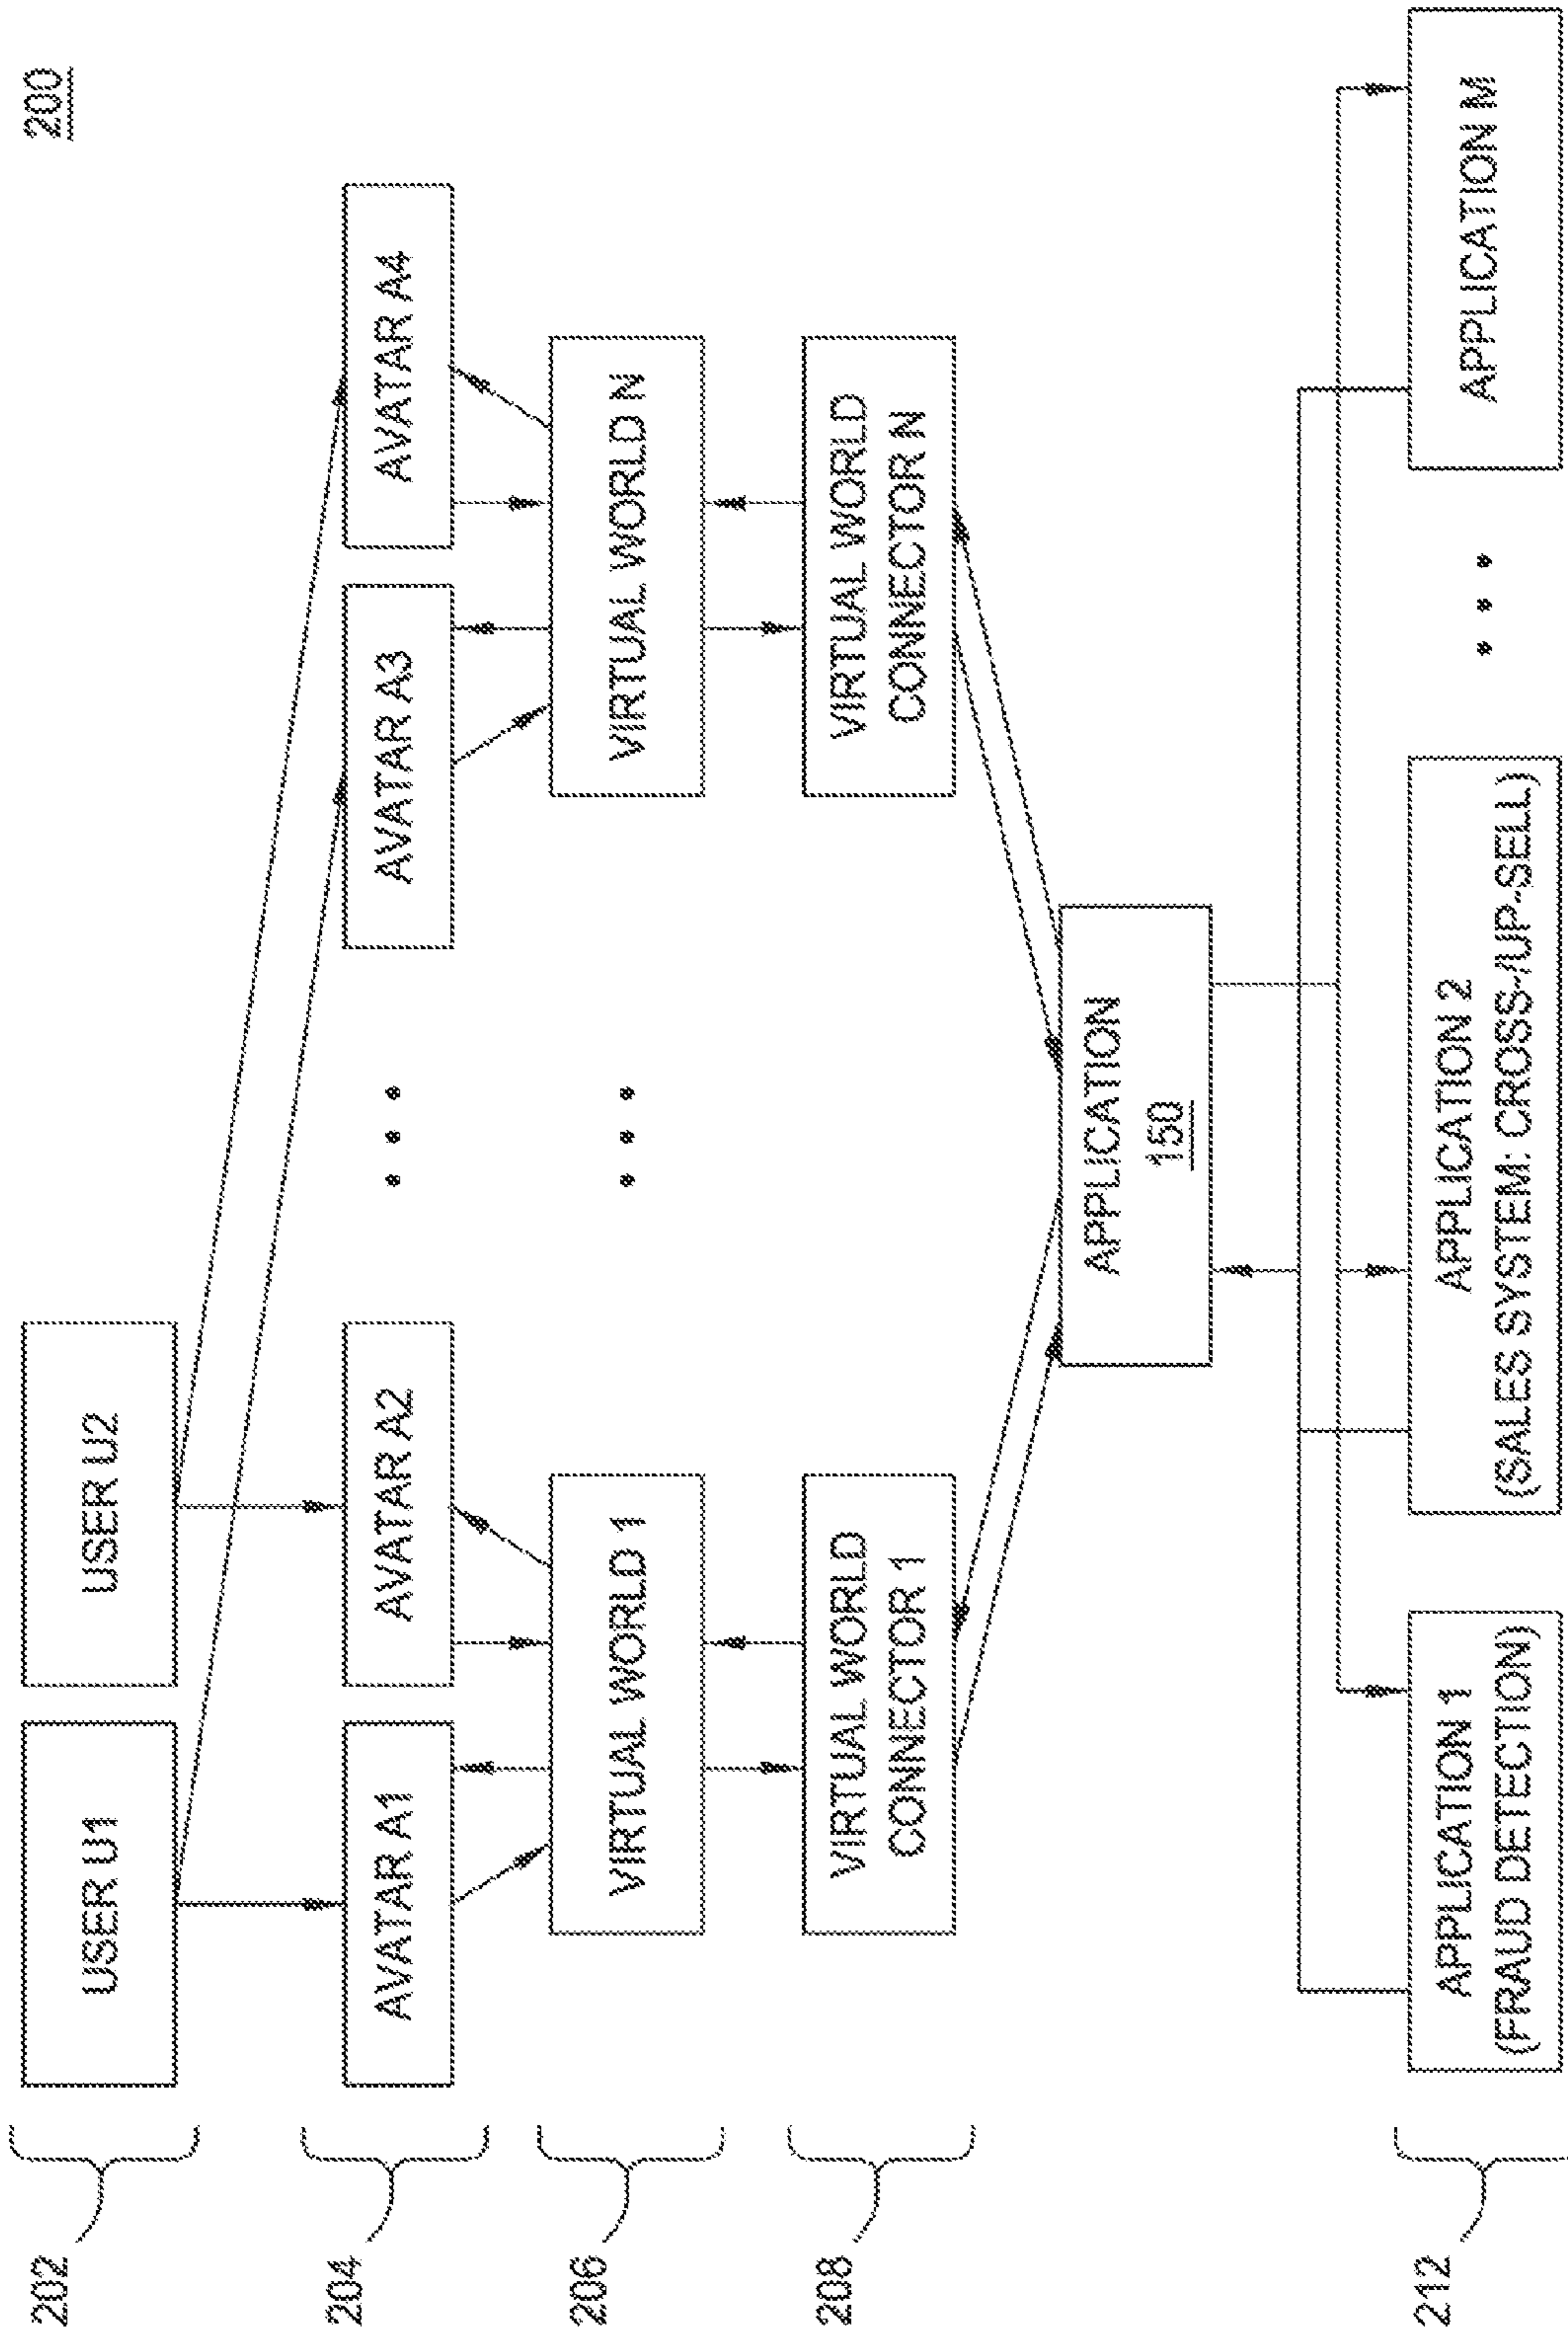 200
202
USER U1
USER U2
204
AVATAR A1
AVATAR A2
AVATAR A3
AVATAR A4
206
VIRTUAL WORLD 1
VIRTUAL WORLD N
208
VIRTUAL WORLD
CONNECTOR 1
VIRTUAL WORLD
CONNECTOR N
APPLICATION
150
212
APPLICATION 1
(FRAUD DETECTION)
APPLICATION 2
(SALES SYSTEM: CROSS-/UP-SELL)
APPLICATION M